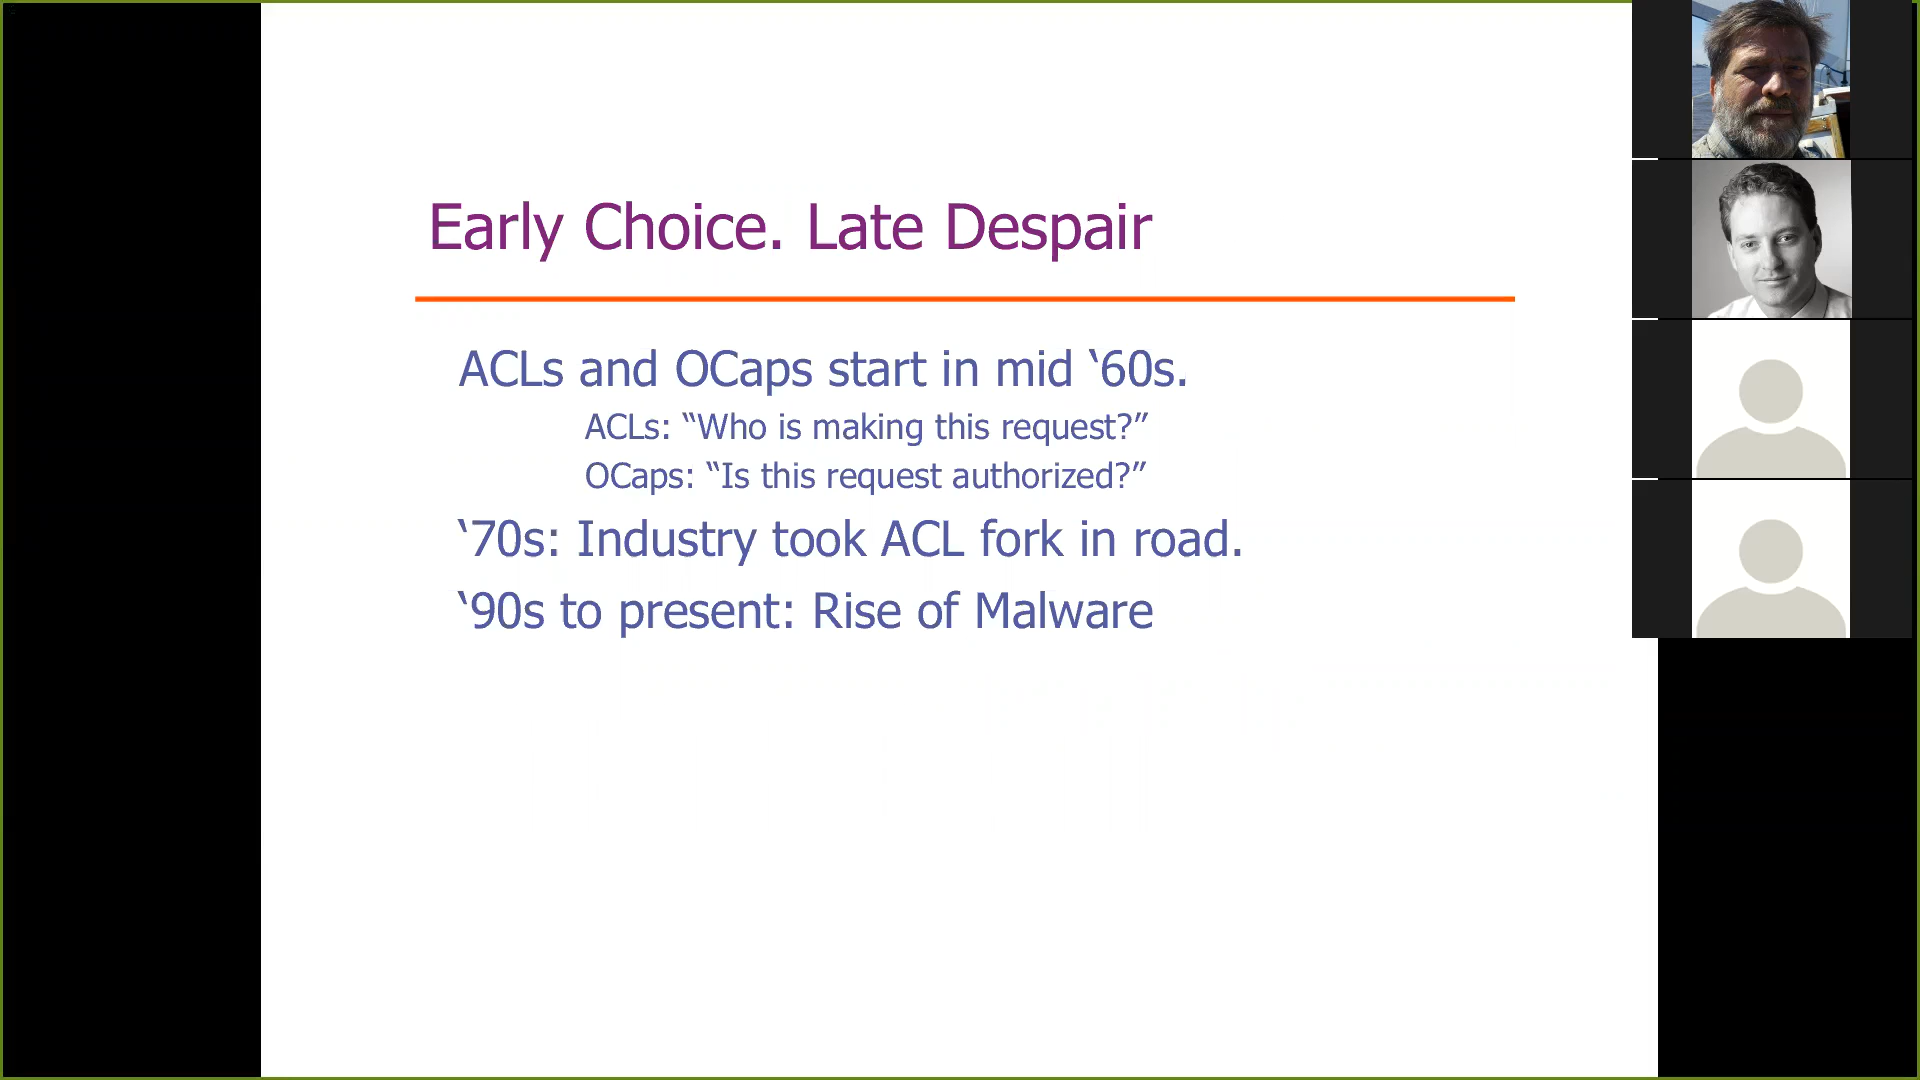 Early Choice. Late Despair
ACLs and OCaps start in mid ‘60s.
ACLs: “Who is making this request?”
OCaps: “Is this request authorized?”
‘70s: Industry took ACL fork in road.
‘90s to present: Rise of Malware